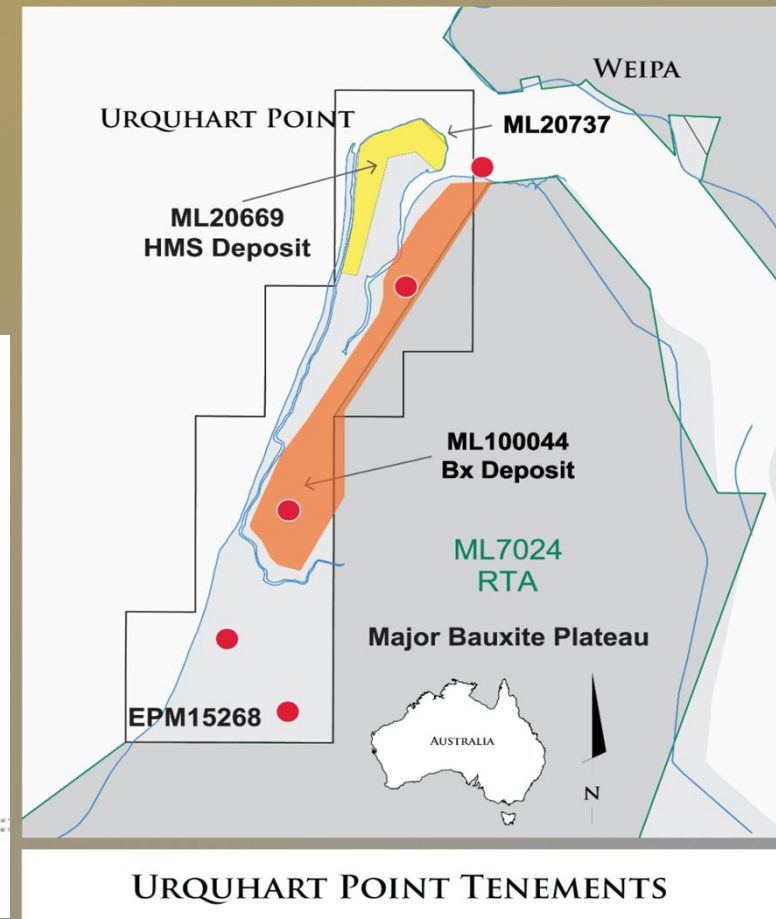 WEIPA
URQUHART POINT
ML20737
ML20669
HMS Deposit
ML100044
Bx Deposit
ML7024
RTA
Major Bauxite Plateau
EPM15268
AUSTRALIA
N
URQUHART POINT TENEMENTS